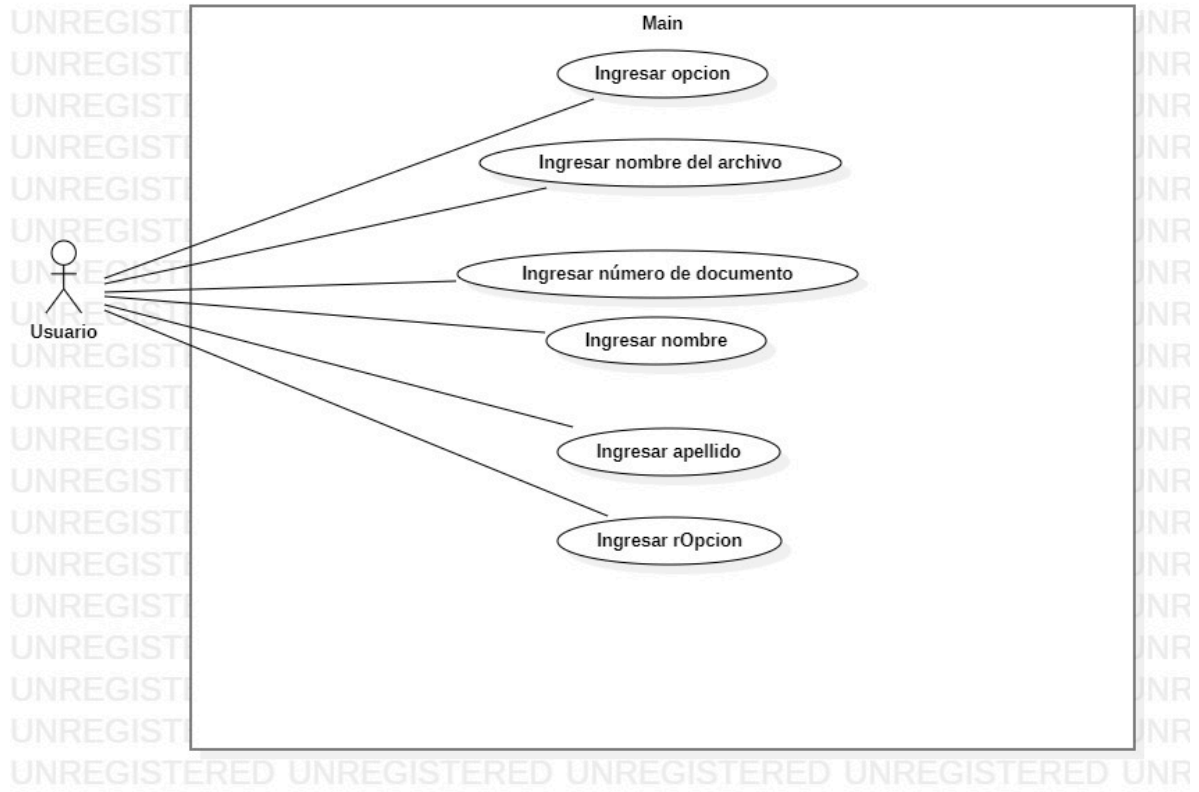 Main
Ingresar opcion
Ingresar nombre del archivo
Ingresar número de documento
Usuario
Ingresar nombre
Ingresar apellido
Ingresar rOpcion
UNREGISTERED UNREGISTERED UNREGISTERED UNREGISTERED UNR